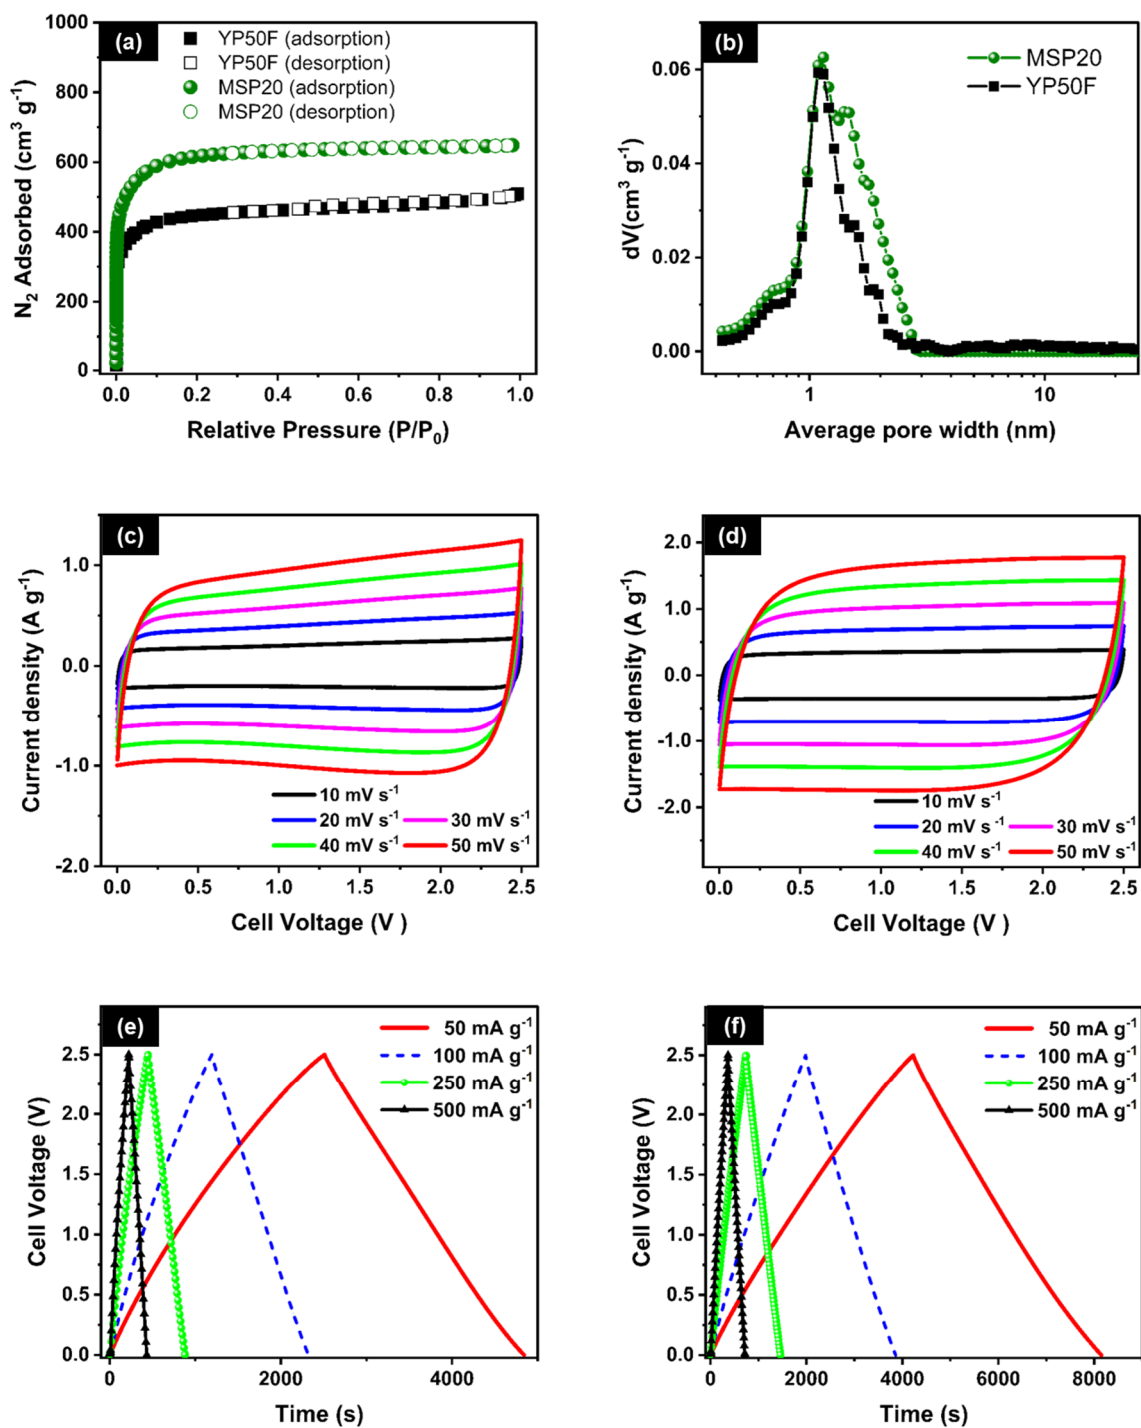 (a)
1000
800
600
400
200
0
N₂ Adsorbed (cm³ g⁻¹)
YP50F (adsorption)
YP50F (desorption)
MSP20 (adsorption)
MSP20 (desorption)
0.0 0.2 0.4 0.6 0.8 1.0
Relative Pressure (P/P₀)
(b)
0.06
0.04
0.02
0.00
dV(cm³ g⁻¹)
MSP20
YP50F
1 10
Average pore width (nm)
(c)
1.0
0.0
-1.0
-2.0
Current density (A g⁻¹)
10 mV s⁻¹
20 mV s⁻¹ 30 mV s⁻¹
40 mV s⁻¹ 50 mV s⁻¹
0.0 0.5 1.0 1.5 2.0 2.5
Cell Voltage (V )
(d)
2.0
1.0
0.0
-1.0
-2.0
Current density (A g⁻¹)
10 mV s⁻¹
20 mV s⁻¹ 30 mV s⁻¹
40 mV s⁻¹ 50 mV s⁻¹
0.0 0.5 1.0 1.5 2.0 2.5
Cell Voltage (V )
(e)
2.5
2.0
1.5
1.0
0.5
0.0
Cell Voltage (V)
50 mA g⁻¹
100 mA g⁻¹
250 mA g⁻¹
500 mA g⁻¹
0 2000 4000
Time (s)
(f)
2.5
2.0
1.5
1.0
0.5
0.0
Cell Voltage (V)
50 mA g⁻¹
100 mA g⁻¹
250 mA g⁻¹
500 mA g⁻¹
0 2000 4000 6000 8000
Time (s)